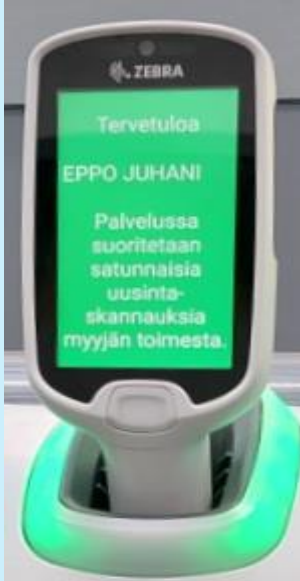 ZEBRA
Tervetuloa
EPPO JUHANI
Palvelussa
suoritetaan
satunnaisia
uusinta-
skannauksia
myyjän toimesta.